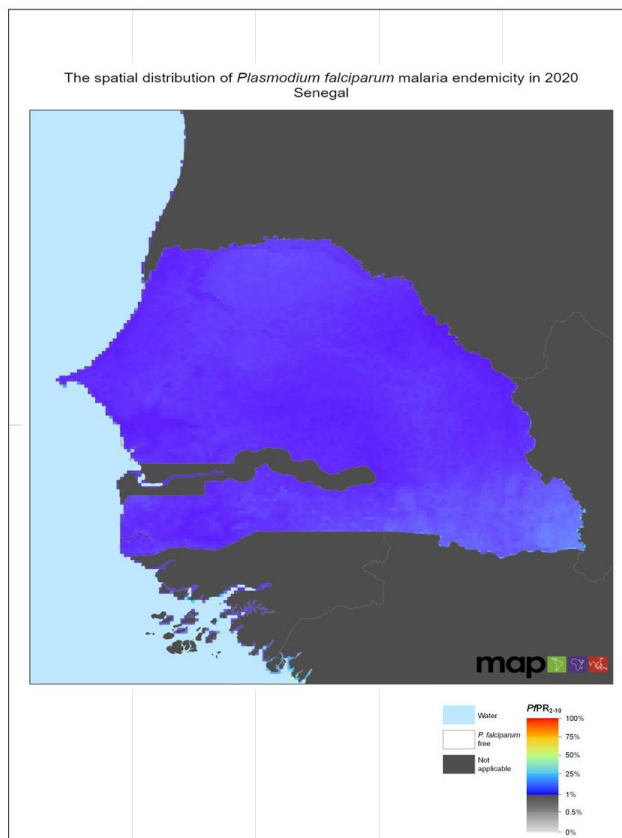 The spatial distribution of Plasmodium falciparum malaria endemicity in 2020
Senegal
map
Water
P. falciparum
free
Not
applicable
PfPR2-10
100%
75%
50%
25%
1%
0.5%
0%